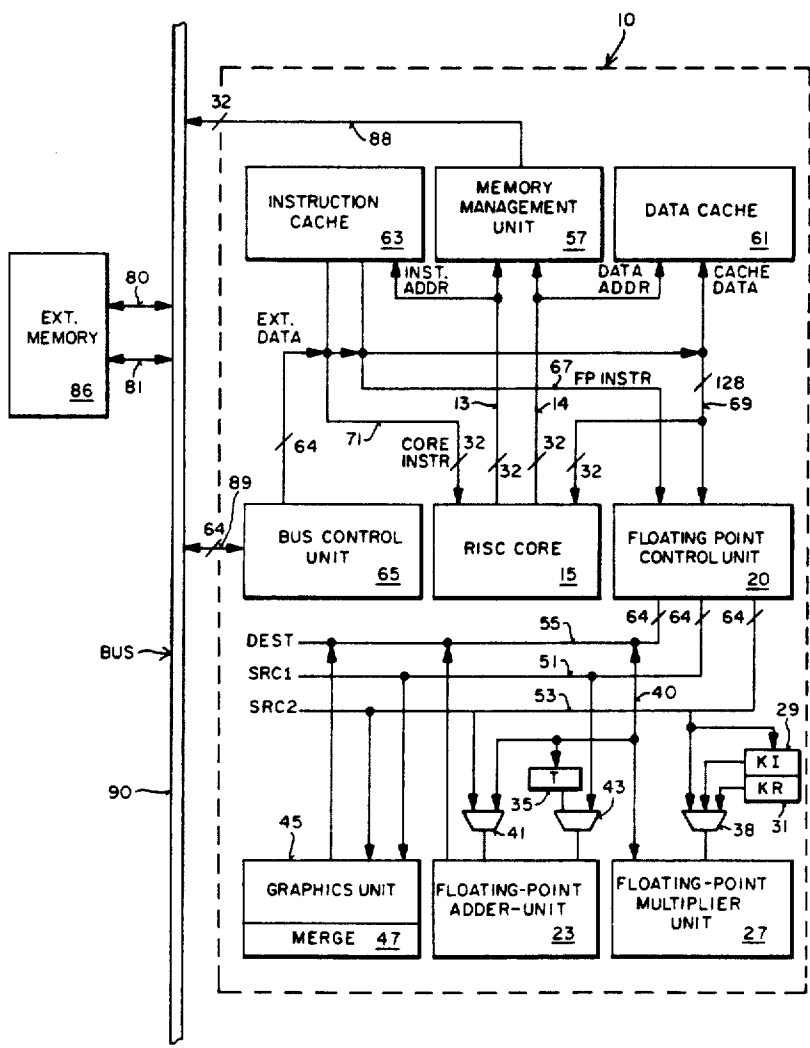 10
32
88
INSTRUCTION
CACHE
63
MEMORY
MANAGEMENT
UNIT
57
DATA CACHE
61
INST.
ADDR
DATA
ADDR
CACHE
DATA
EXT.
MEMORY
86
80
81
EXT.
DATA
67
FP INSTR
128
69
13
14
71
CORE
INSTR
32
32
32
32
64
64
89
BUS CONTROL
UNIT
65
RISC CORE
15
FLOATING POINT
CONTROL UNIT
20
64
64
64
DEST
55
BUS
SRC1
51
40
SRC2
53
29
KI
KR
31
T
35
43
41
38
90
45
GRAPHICS UNIT
MERGE 47
FLOATING-POINT
ADDER-UNIT
23
FLOATING-POINT
MULTIPLIER
UNIT
27